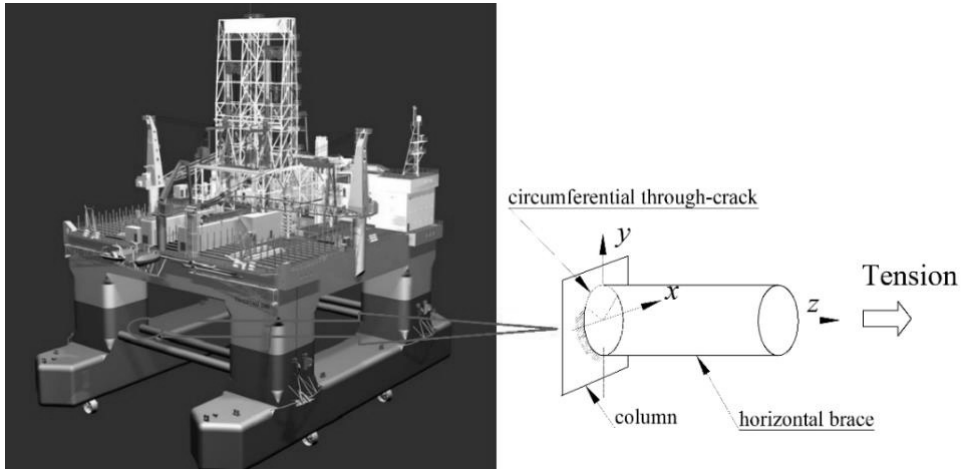 circumferential through-crack
y
x
Tension
z
column
horizontal brace